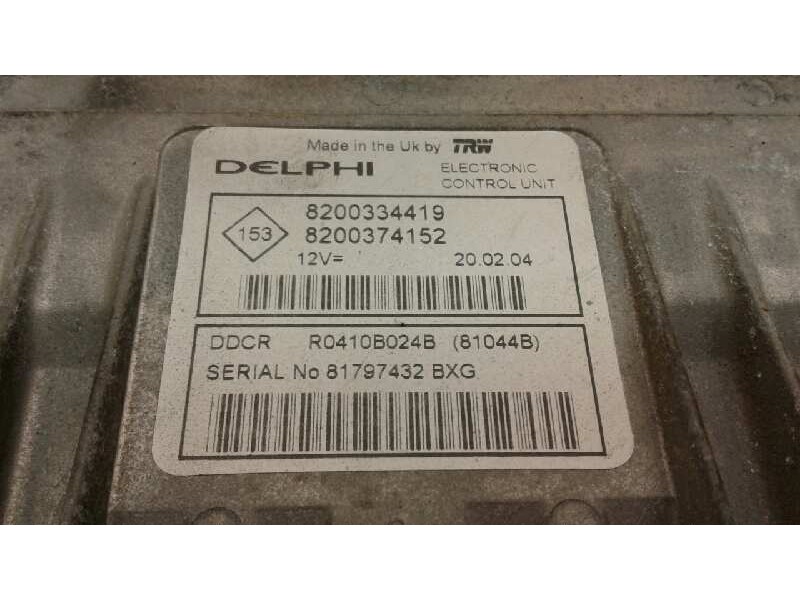 Made in the Uk by TRW
DELPHI
ELECTRONIC
CONTROL UNIT
153
8200334419
8200374152
12V=
20.02.04
DDCR R0410B024B (81044B)
SERIAL No 81797432 BXG